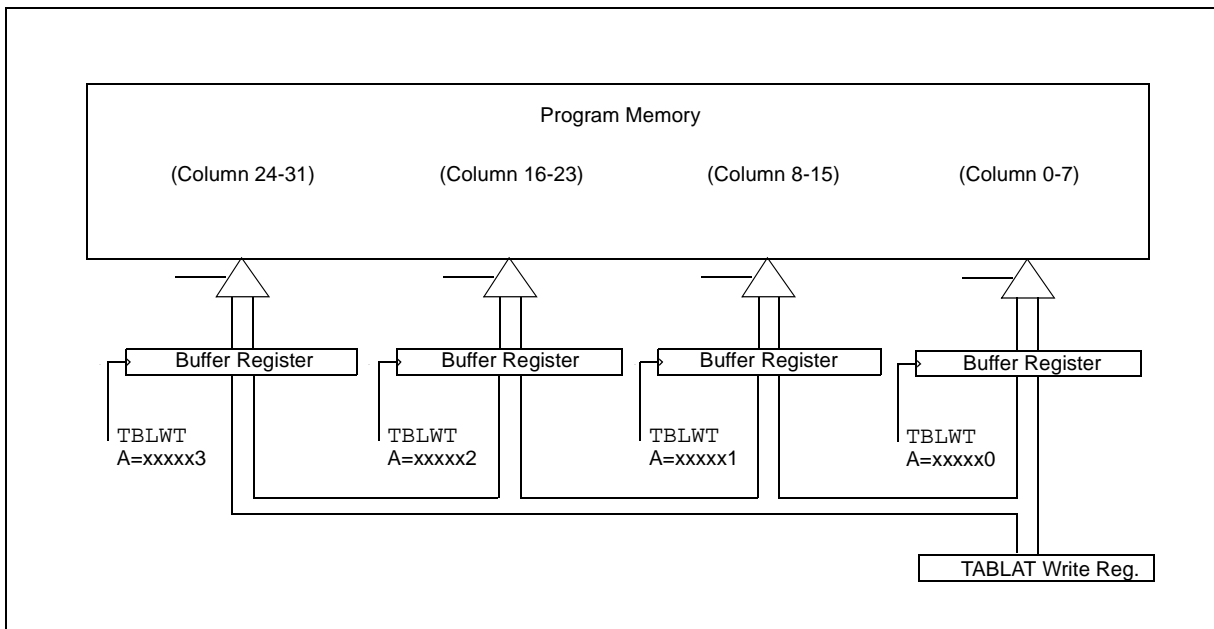 Program Memory
(Column 24-31) (Column 16-23) (Column 8-15) (Column 0-7)
Buffer Register Buffer Register Buffer Register Buffer Register
TBLWT TBLWT TBLWT TBLWT
A=xxxxx3 A=xxxxx2 A=xxxxx1 A=xxxxx0
TABLAT Write Reg.